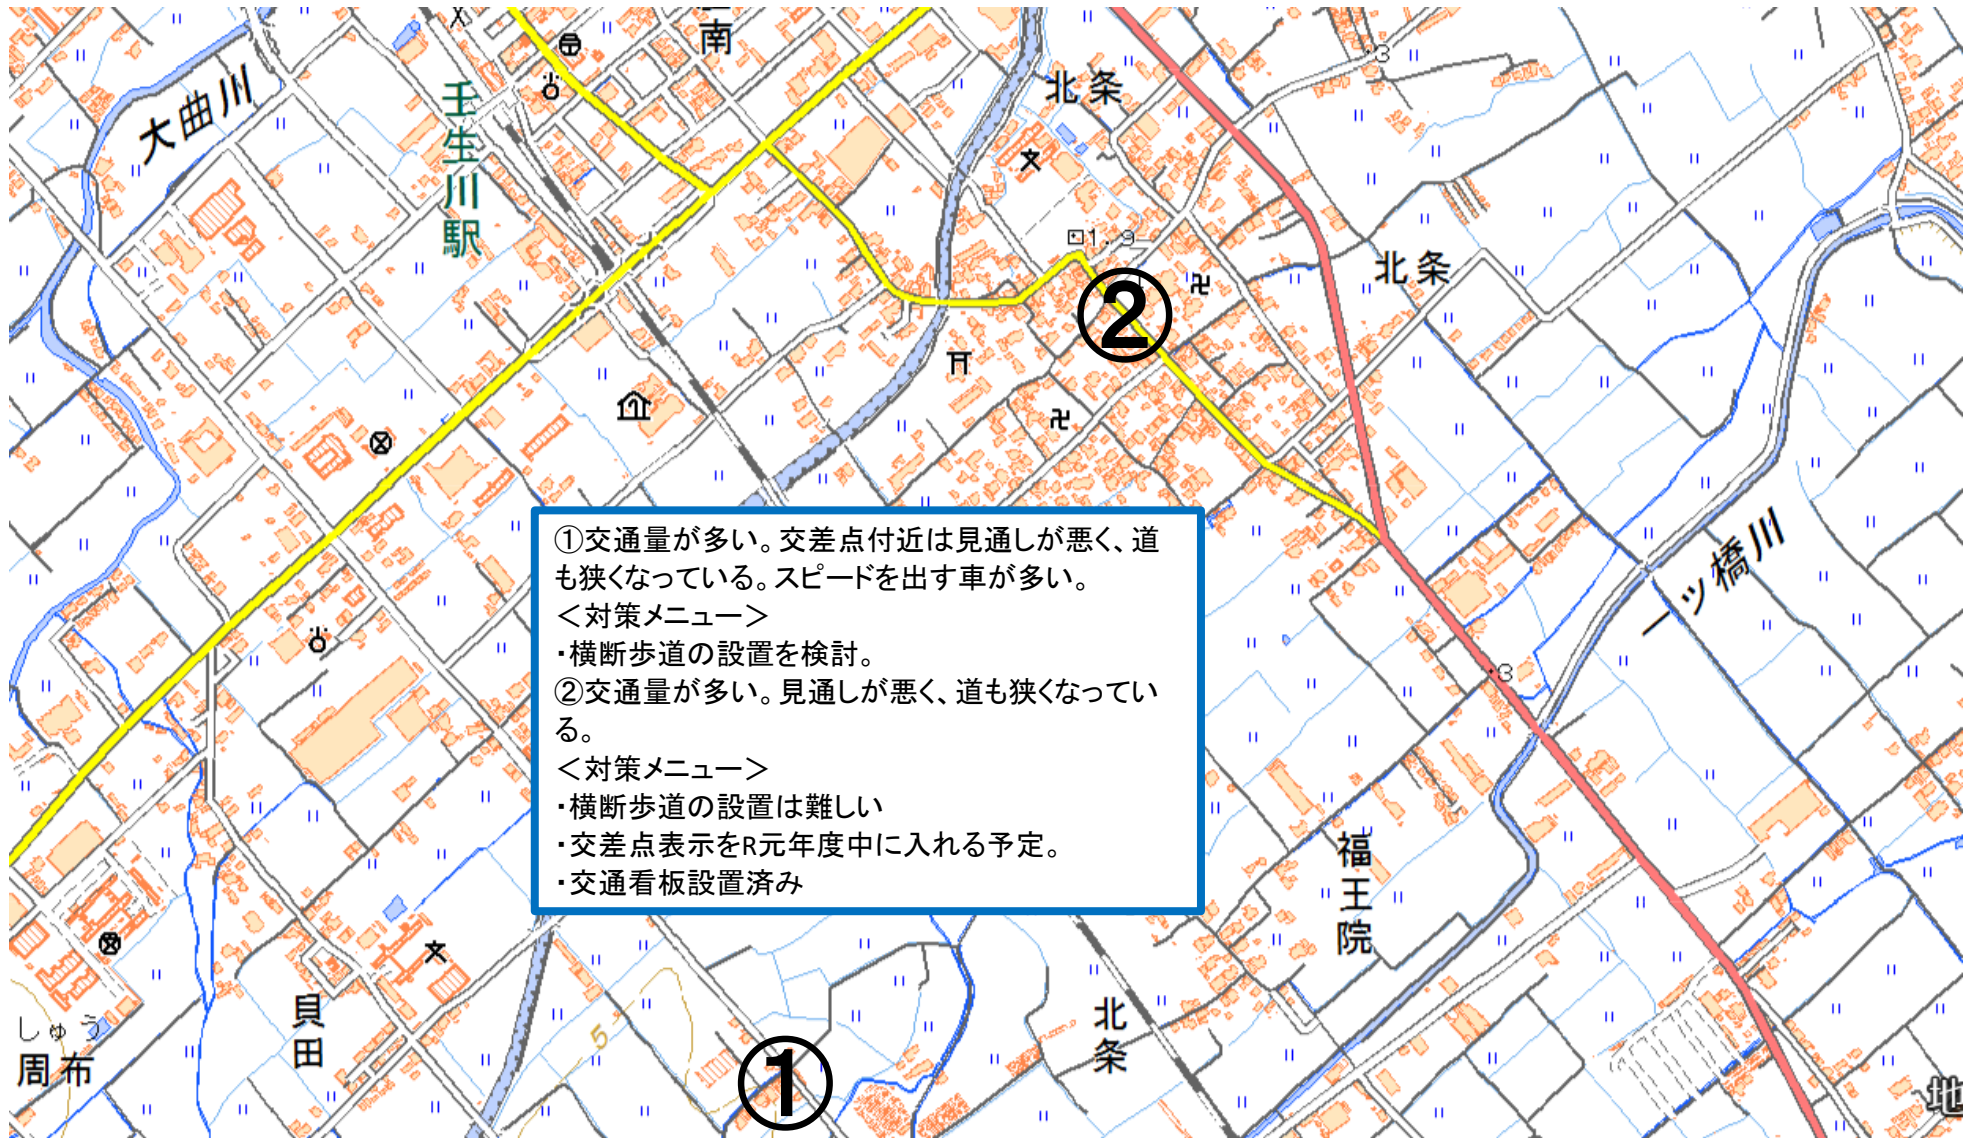 南
北条
・3
大曲川
壬生川駅
1.9
北条
②
①交通量が多い。交差点付近は見通しが悪く、道
も狭くなっている。スピードを出す車が多い。
＜対策メニュー＞
・横断歩道の設置を検討。
②交通量が多い。見通しが悪く、道も狭くなってい
る。
＜対策メニュー＞
・横断歩道の設置は難しい
・交差点表示をR元年度中に入れる予定。
・交通看板設置済み
一ツ橋川
・3
福王院
貝田
しゅう
周布
5
北条
①
地